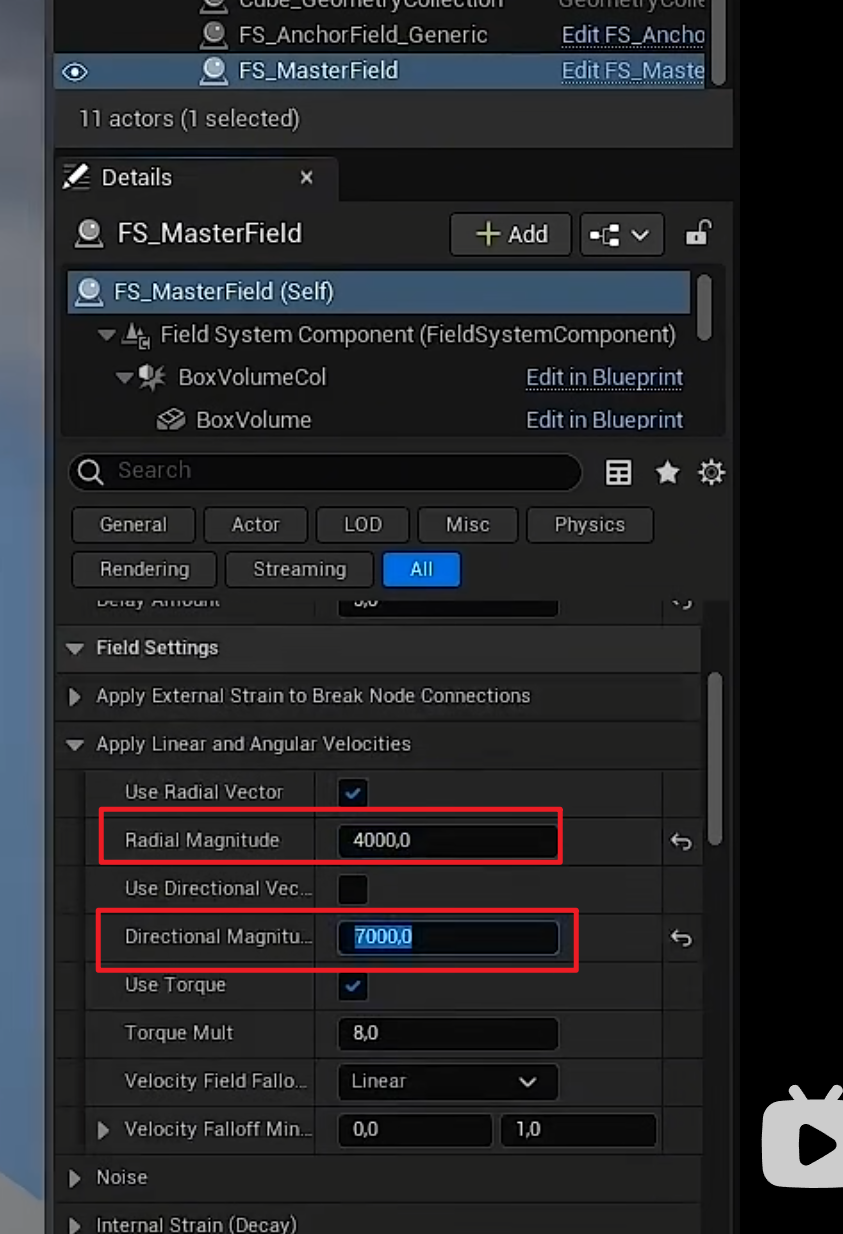 Cube_GeometryCollection GeometryColle
FS_AnchorField_Generic Edit FS_Ancho
FS_MasterField Edit FS_Maste
11 actors (1 selected)
Details
FS_MasterField Add
FS_MasterField (Self)
Field System Component (FieldSystemComponent)
BoxVolumeCol Edit in Blueprint
BoxVolume Edit in Blueprint
Search
General Actor LOD Misc Physics
Rendering Streaming All
Delay Amount
Field Settings
Apply External Strain to Break Node Connections
Apply Linear and Angular Velocities
Use Radial Vector
Radial Magnitude 4000,0
Use Directional Vec...
Directional Magnitu... 7000,0
Use Torque
Torque Mult 8,0
Velocity Field Fallo... Linear
Velocity Falloff Min... 0,0 1,0
Noise
Internal Strain (Decay)